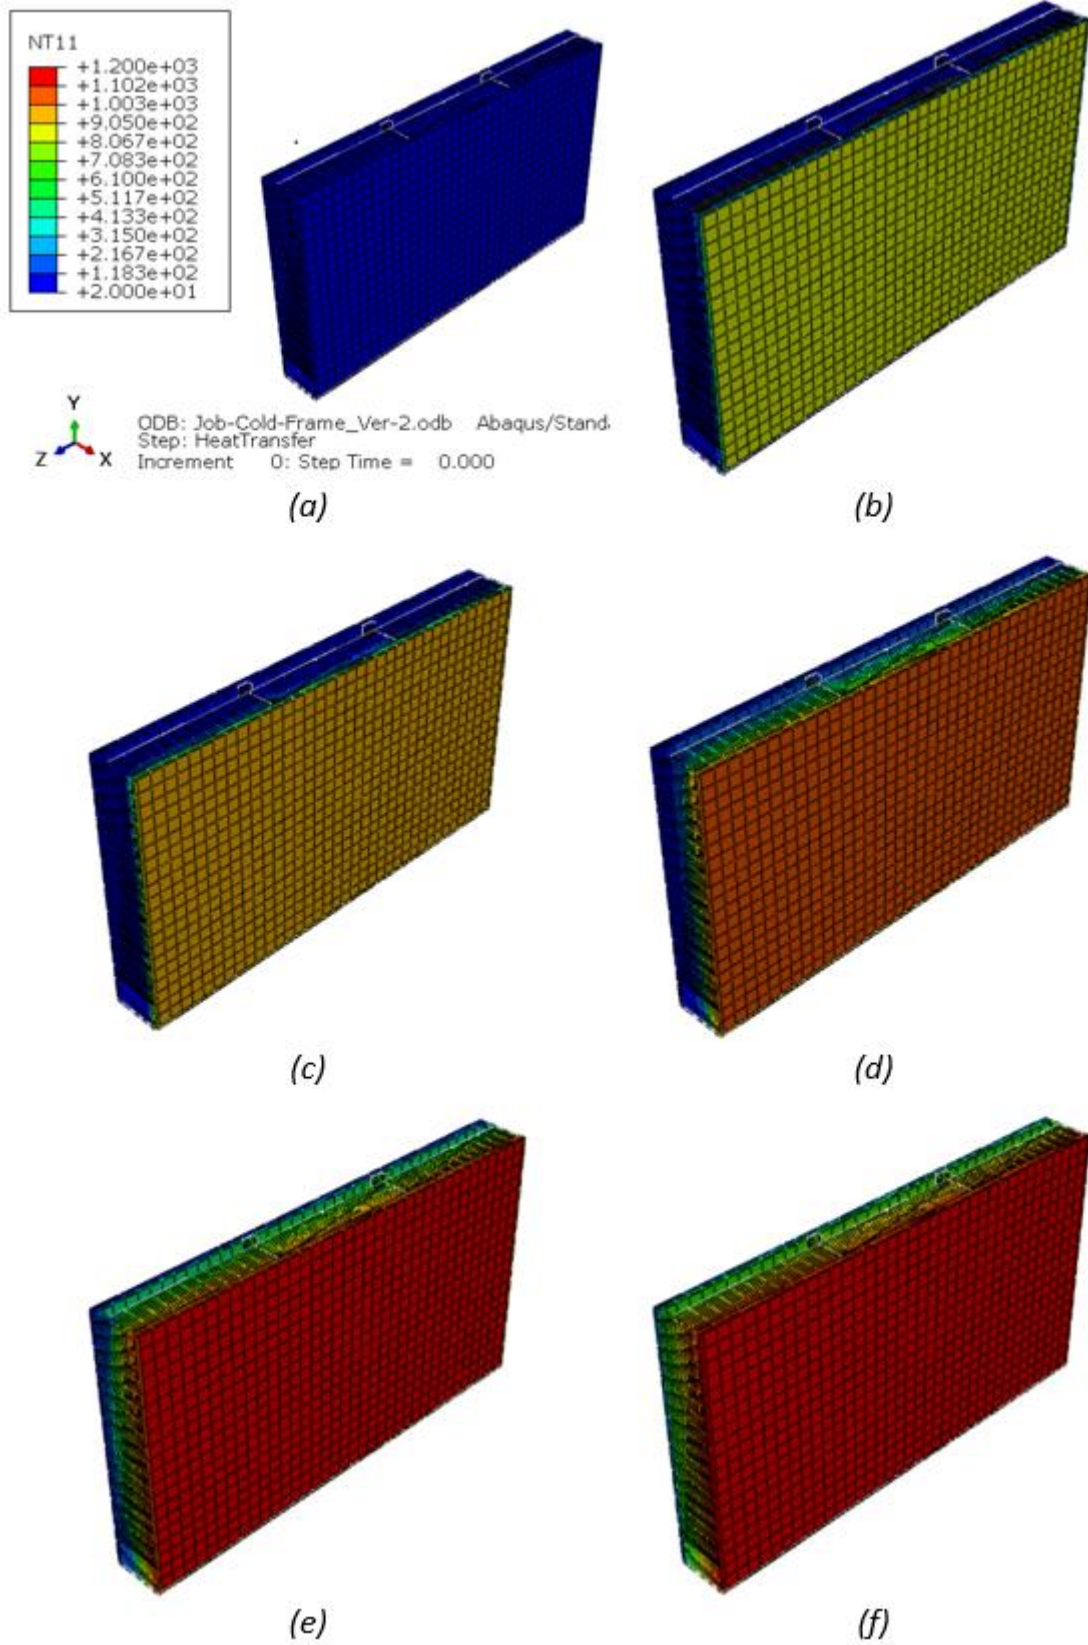 NT11
+1.200e+03
+1.102e+03
+1.003e+03
+9.050e+02
+8.067e+02
+7.083e+02
+6.100e+02
+5.117e+02
+4.133e+02
+3.150e+02
+2.167e+02
+1.183e+02
+2.000e+01
Y
Z X
ODB: Job-Cold-Frame_Ver-2.odb Abaqus/Stand
Step: HeatTransfer
Increment 0: Step Time = 0.000
(a)
(b)
(c)
(d)
(e)
(f)